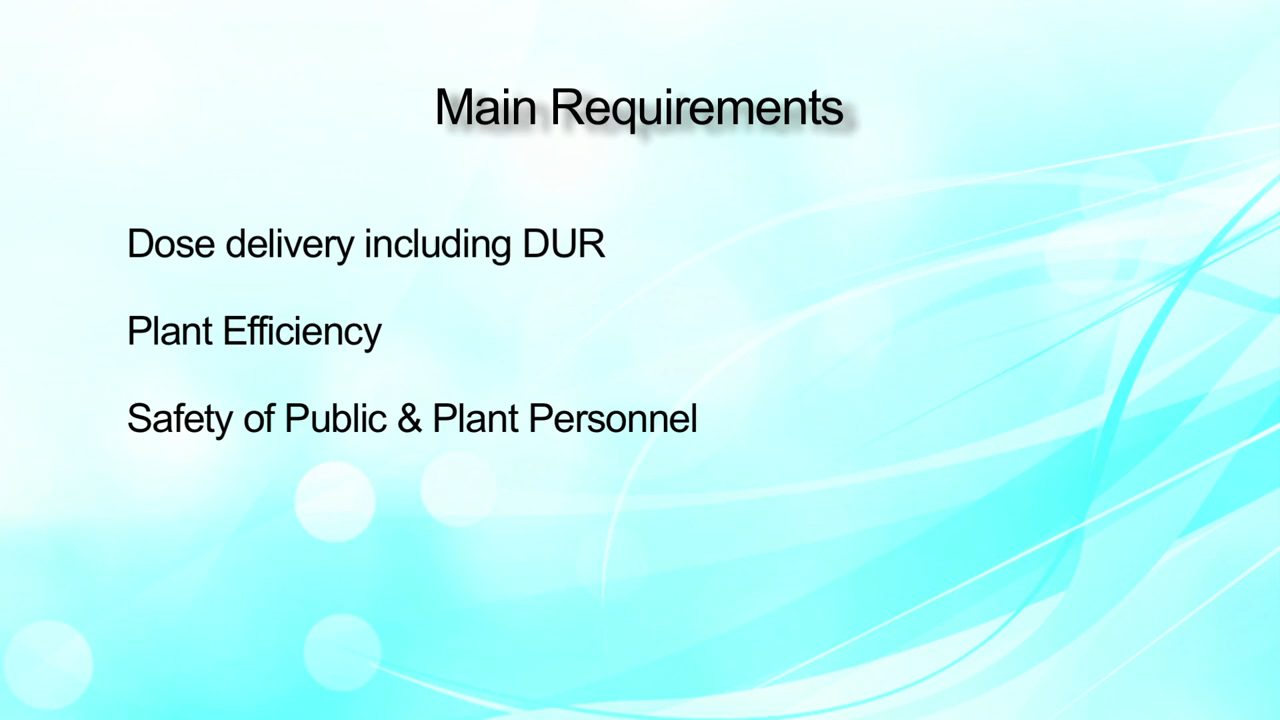 Main Requirements
Dose delivery including DUR
Plant Efficiency
Safety of Public & Plant Personnel